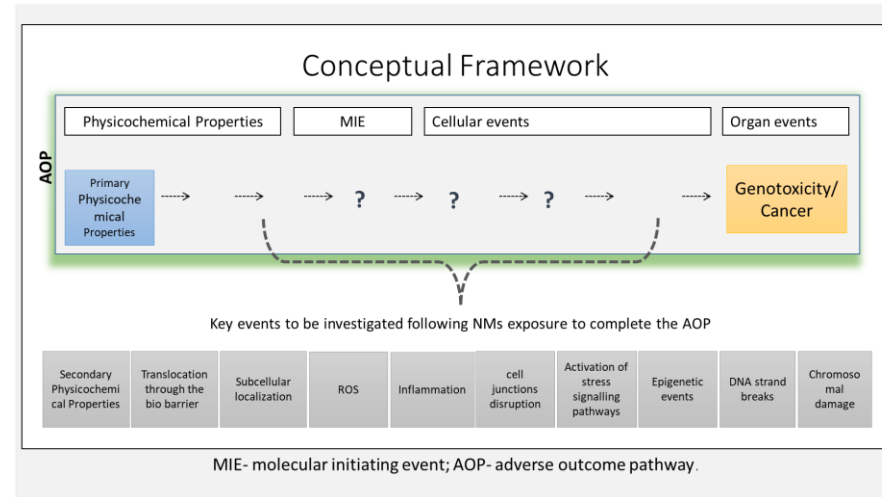 Conceptual Framework
Physicochemical Properties
MIE
Cellular events
Organ events
AOP
Primary
Physicoche
mical
Properties
?
?
?
Genotoxicity/
Cancer
Key events to be investigated following NMs exposure to complete the AOP
Secondary
Physicochemi
cal Properties
Translocation
through the
bio barrier
Subcellular
localization
ROS
Inflammation
cell
junctions
disruption
Activation of
stress
signalling
pathways
Epigenetic
events
DNA strand
breaks
Chromoso
mal
damage
MIE- molecular initiating event; AOP- adverse outcome pathway.